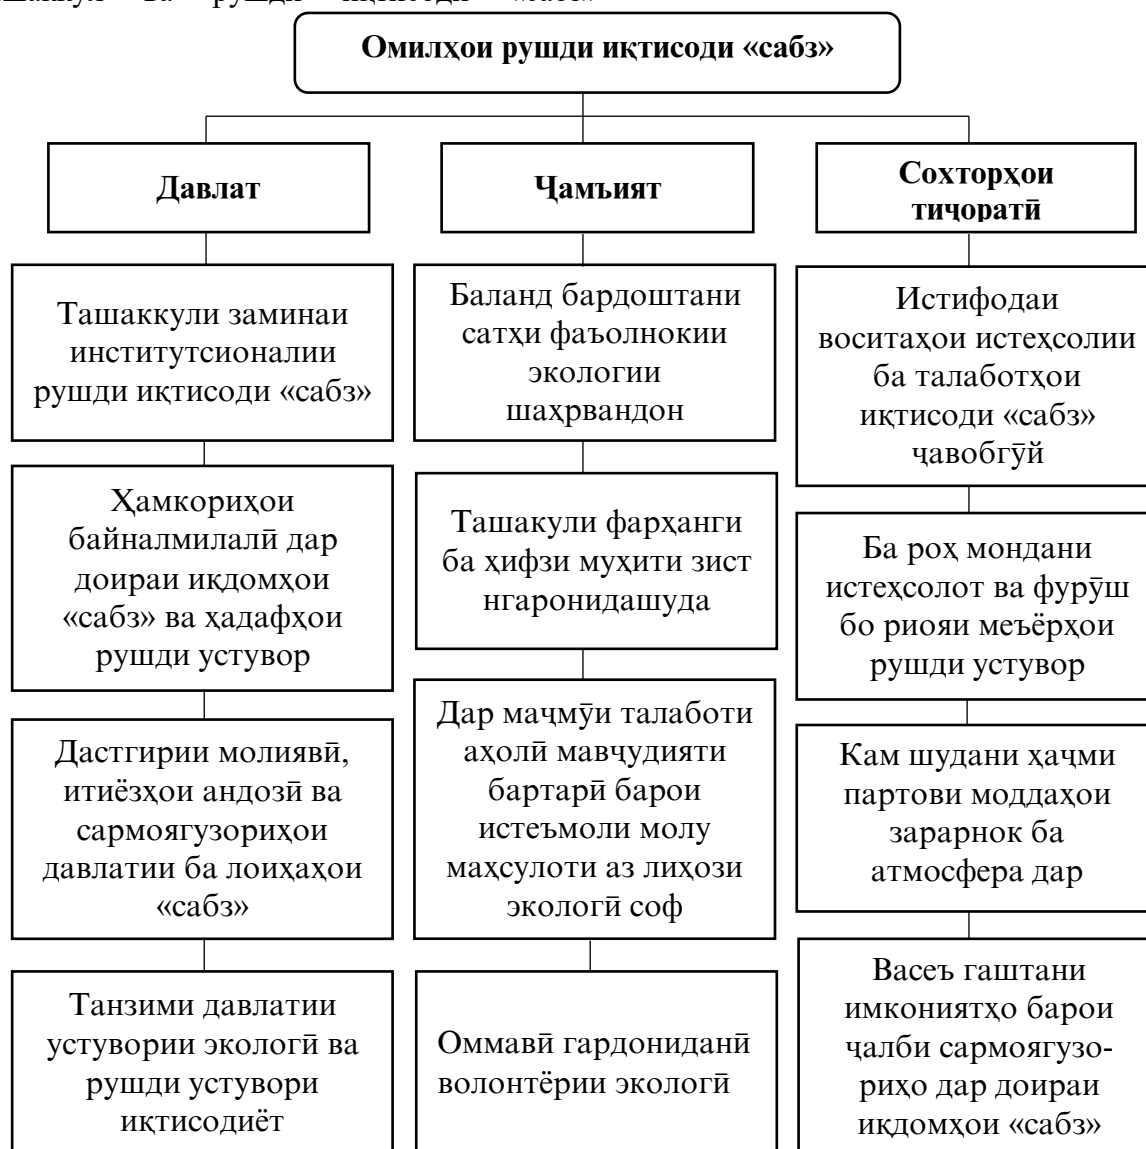 ва рушди «сабз»
Омилҳои рушди иқтисоди «сабз»
Давлат
Ташаккули заминаи
институтсионалии
рушди иқтисоди «сабз»
Ҳамкориҳои
байналмилалӣ дар
доираи иқдомҳои
«сабз» ва ҳадафҳои
рушди устувор
Дастгирии молиявӣ,
итиёзҳои андозӣ ва
сармоягузориҳои
давлатии ба лоиҳаҳои
«сабз»
Танзими давлатии
устувории экологӣ ва
рушди устувори
иқтисодиёт
Ҷамъият
Баланд бардоштани
сатҳи фаъолнокии
экологии
шаҳрвандон
Ташакули фарҳанги
ба ҳифзи муҳити зист
нгаронидашуда
Дар маҷмӯи талаботи
аҳолӣ мавҷудияти
бартарӣ барои
истеъмоли молу
маҳсулоти аз лиҳози
экологӣ соф
Оммавӣ гардониданӣ
волонтёрии экологӣ
Сохторҳои
тиҷоратӣ
Истифодаи
воситаҳои истеҳсолии
ба талаботҳои
иқтисоди «сабз»
ҷавобгӯй
Ба роҳ мондани
истеҳсолот ва фурӯш
бо риояи меъёрҳои
рушди устувор
Кам шудани ҳаҷми
партови моддаҳои
зарарнок ба
атмосфера дар
Васеъ гаштани
имкониятҳо барои
ҷалби сармоягузо-
риҳо дар доираи
иқдомҳои «сабз»